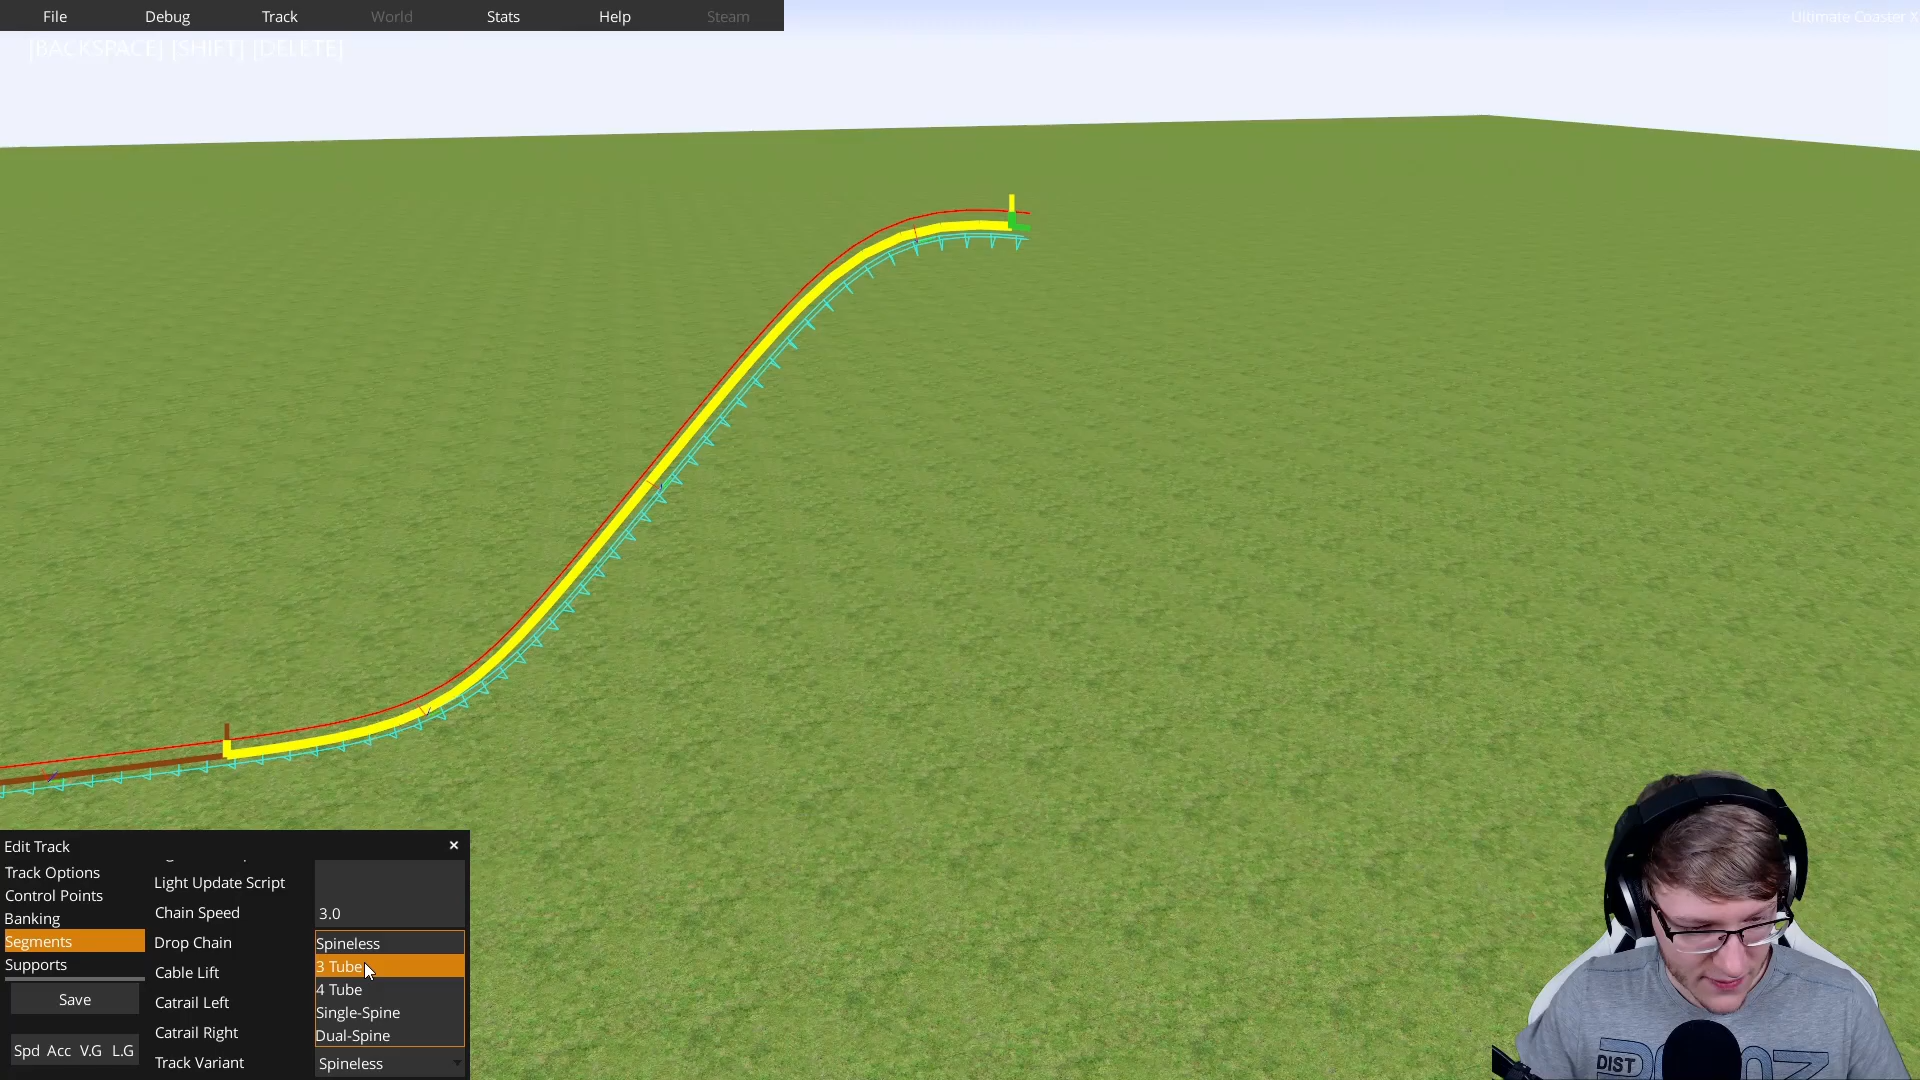 File Debug Track World Stats Help Steam
Ultimate Coaster X
[BACKSPACE] [SHIFT] [DELETE]
Edit Track
×
Track Options
Control Points
Banking
Segments
Supports
Save
Spd Acc V.G L.G
Light Update Script
Chain Speed 3.0
Drop Chain
Cable Lift
Catrail Left
Catrail Right
Track Variant Spineless
Spineless
3 Tube
4 Tube
Single-Spine
Dual-Spine
DIST